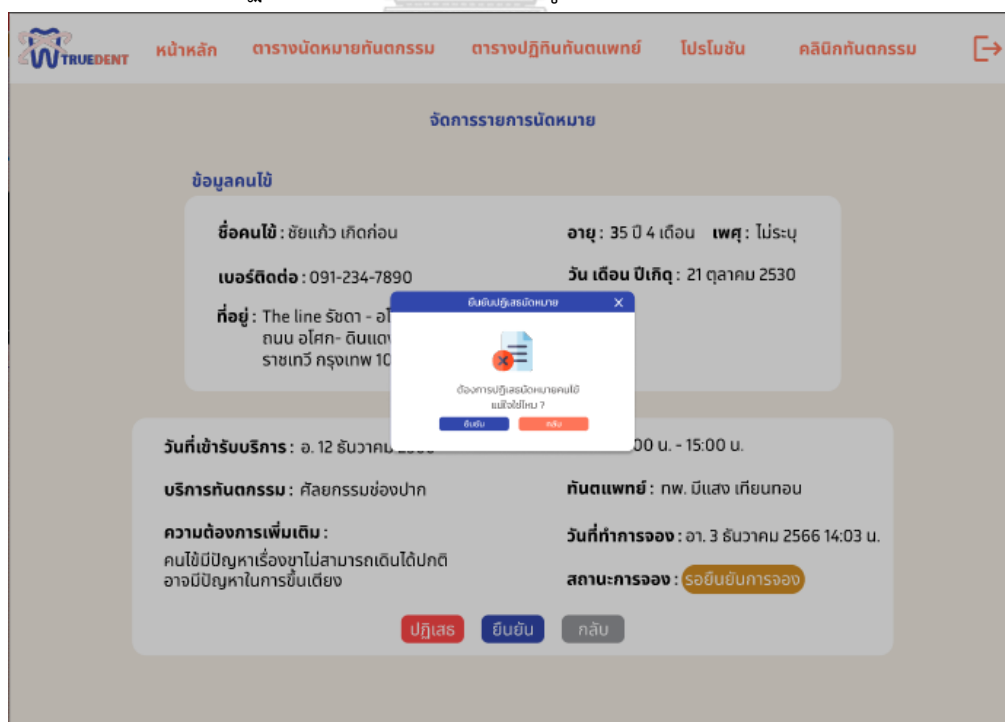 TRUEDENT
หน้าหลัก ตารางนัดหมายทันตกรรม ตารางปฏิทินทันตแพทย์ โปรโมชัน คลินิกทันตกรรม
จัดการรายการนัดหมาย
ข้อมูลคนไข้
ชื่อคนไข้ : ชัยแก้ว เกิดก่อน อายุ : 35 ปี 4 เดือน เพศ : ไม่ระบุ
เบอร์ติดต่อ : 091-234-7890 วัน เดือน ปีเกิด : 21 ตุลาคม 2530
ที่อยู่ : The line รัชดา - อโ
ถนน อโศก- ดินแด
ราชเทวี กรุงเทพ 10
ยืนยันปฏิเสธนัดหมาย X
ต้องการปฏิเสธนัดหมายคนไข้
แน่ใจใช่ไหม ?
ยืนยัน กลับ
วันที่เข้ารับบริการ : อ. 12 ธันวาคม 00 น. - 15:00 น.
บริการทันตกรรม : ศัลยกรรมช่องปาก ทันตแพทย์ : ทพ. มีแสง เทียนทอน
ความต้องการเพิ่มเติม : วันที่ทำการจอง : อา. 3 ธันวาคม 2566 14:03 น.
คนไข้มีปัญหาเรื่องขาไม่สามารถเดินได้ปกติ
อาจมีปัญหาในการขึ้นเตียง
สถานะการจอง : รอยืนยันการจอง
ปฏิเสธ ยืนยัน กลับ